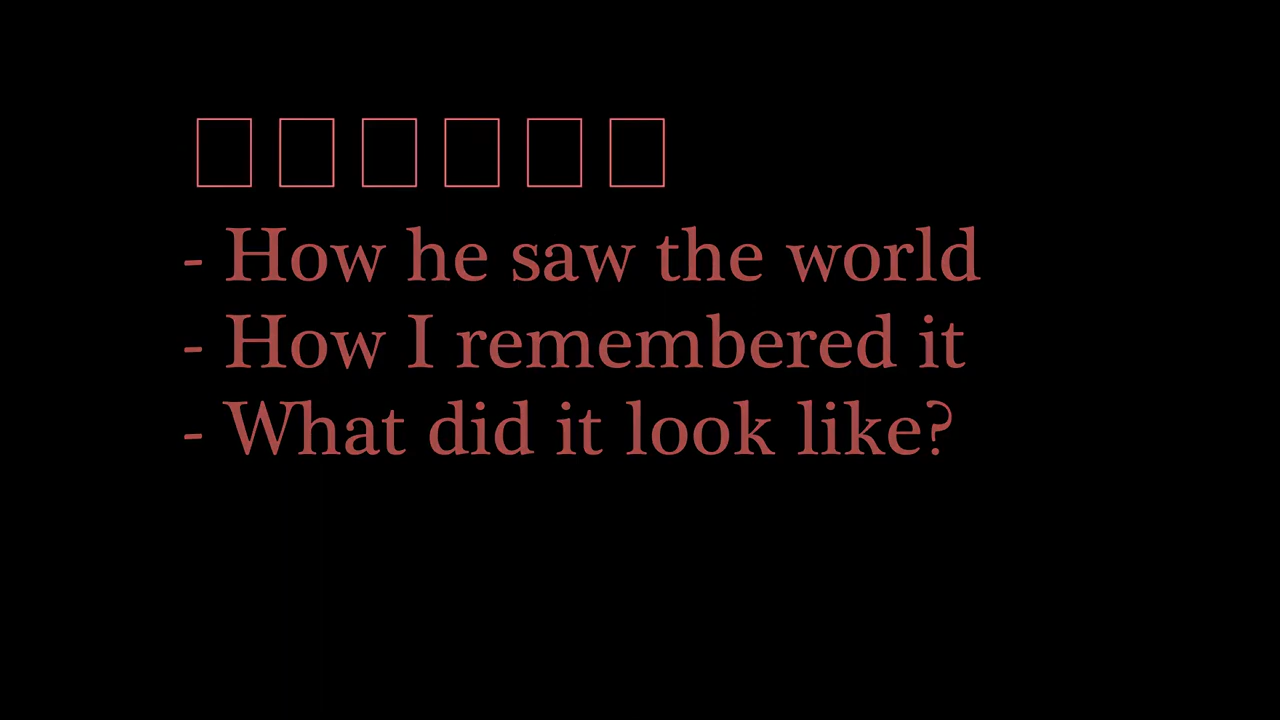 □□□□□□
- How he saw the world
- How I remembered it
- What did it look like?